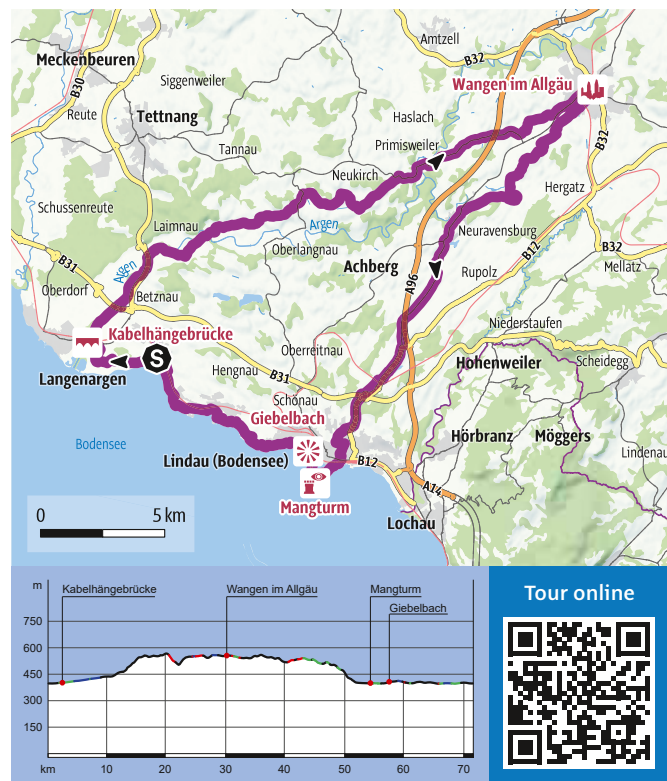 Amtzell
B32
Meckenbeuren
B30
Siggenweiler
Wangen im Allgäu
Reute
Tettnang
Haslach
B32
Primisweiler
Tannau
Neukirch
Hergatz
Schussenreute
Laimnau
Argen
Neuravensburg
B31
Oberlangnau
B12
B32
Argen
Achberg
Mellatz
Oberdorf
Rupolz
Betznau
A96
Niederstaufen
Kabelhängebrücke
S
Oberreitnau
Hohenweiler
Scheidegg
Langenargen
Hengnau
B31
Schönau
Giebelbach
Bodensee
Hörbranz
Möggers
Lindenau
Lindau (Bodensee)
B12
A14
Mangturm
Lochau
0 5 km
m
Kabelhängebrücke
Wangen im Allgäu
Mangturm
Giebelbach
750
600
450
300
150
km 10 20 30 40 50 60 70
Tour online